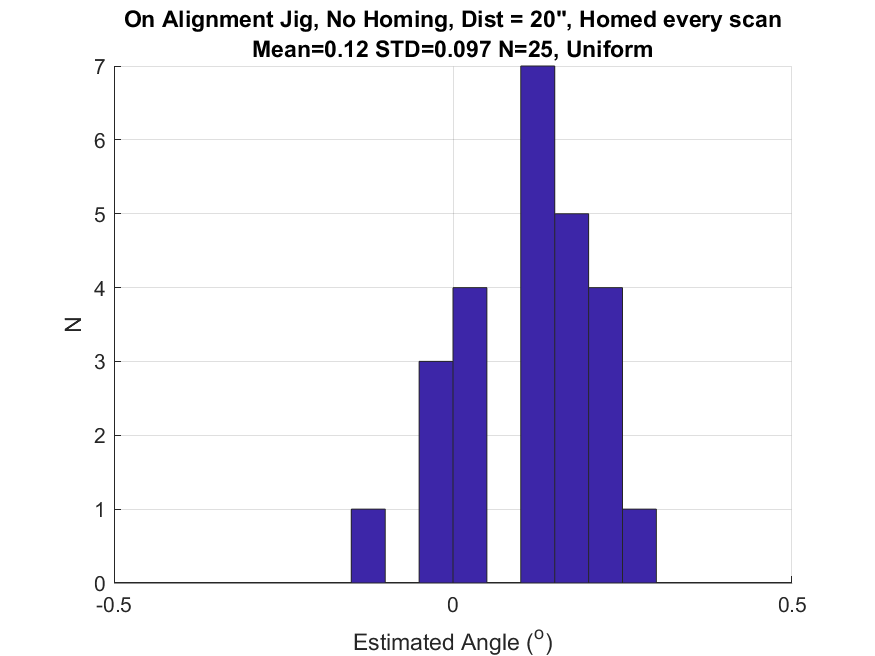 On Alignment Jig, No Homing, Dist = 20", Homed every scan
Mean=0.12 STD=0.097 N=25, Uniform
7
6
5
4
3
2
1
0
N
-0.5
0
0.5
Estimated Angle (o)